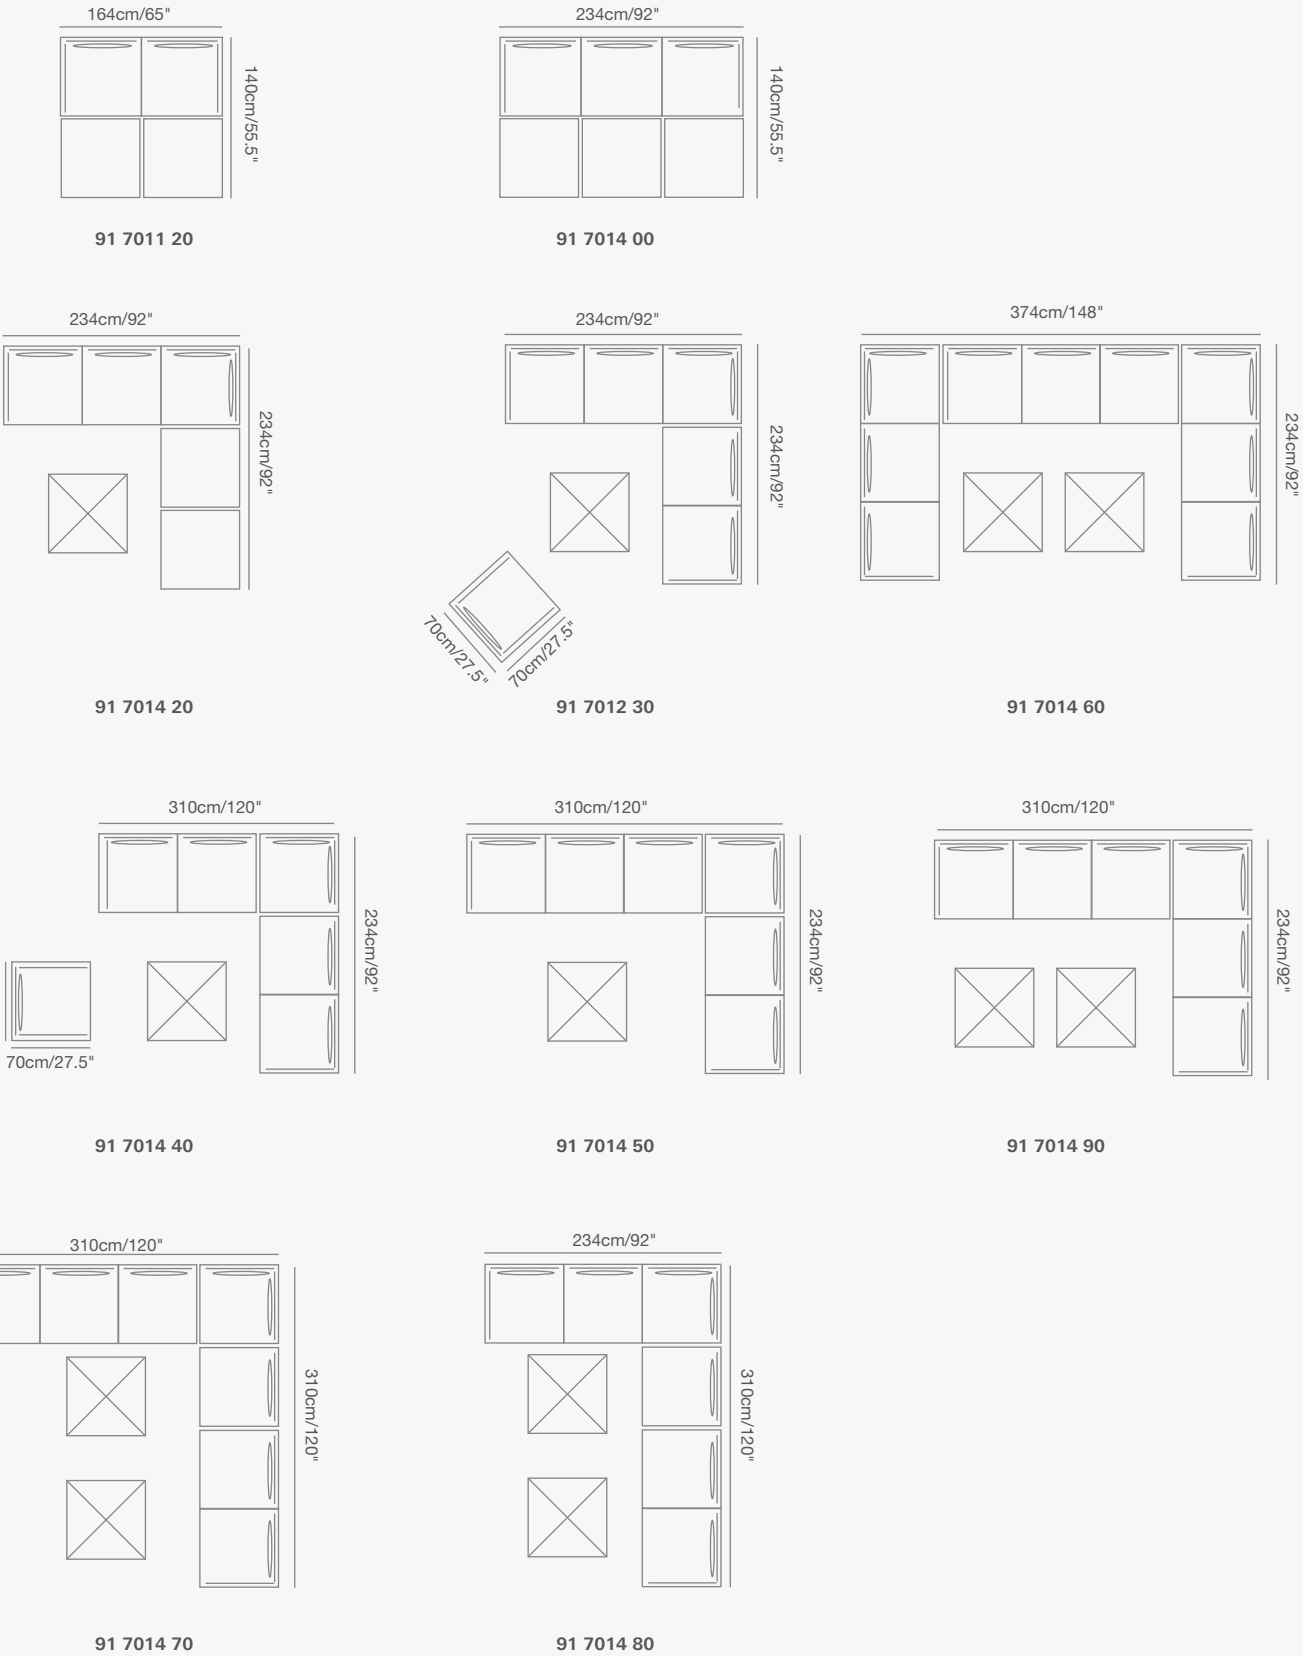 164cm/65"
234cm/92"
140cm/55.5"
140cm/55.5"
91 7011 20
91 7014 00
234cm/92"
234cm/92"
374cm/148"
234cm/92"
234cm/92"
234cm/92"
70cm/27.5"
70cm/27.5"
91 7014 20
91 7012 30
91 7014 60
310cm/120"
310cm/120"
310cm/120"
234cm/92"
234cm/92"
234cm/92"
70cm/27.5"
91 7014 40
91 7014 50
91 7014 90
310cm/120"
234cm/92"
310cm/120"
310cm/120"
91 7014 70
91 7014 80